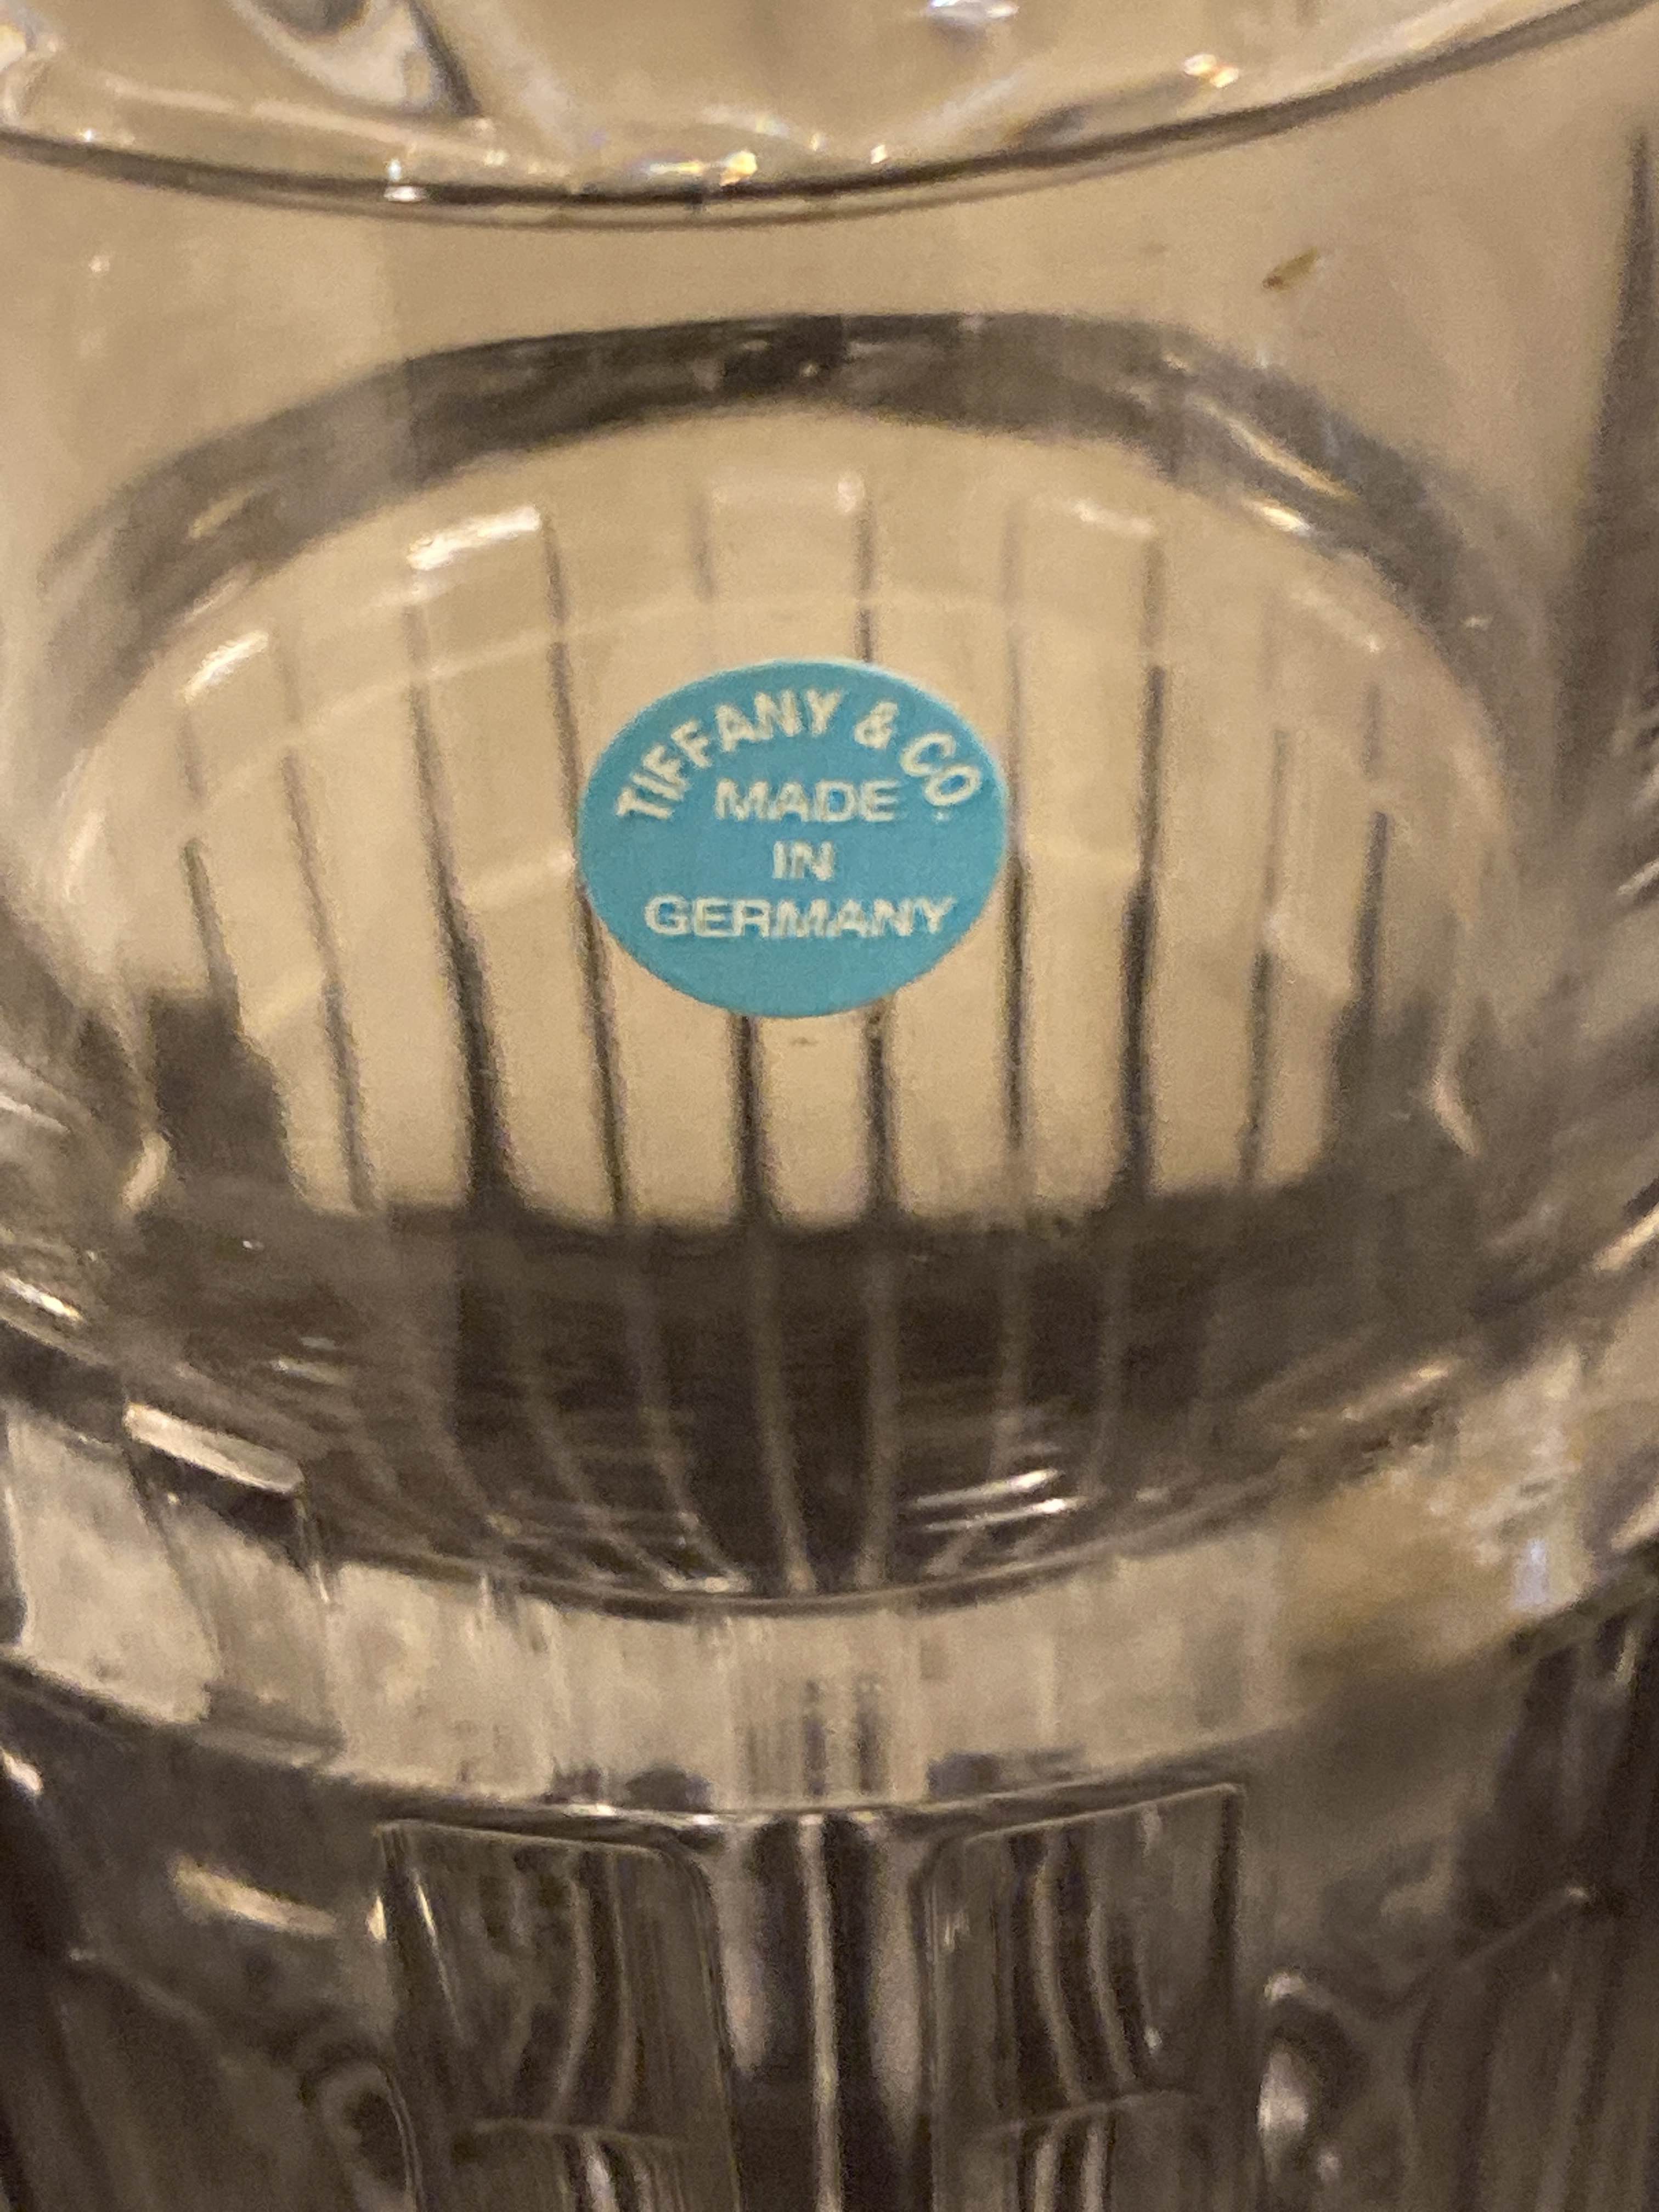 TIFFANY & CO.
MADE
IN
GERMANY